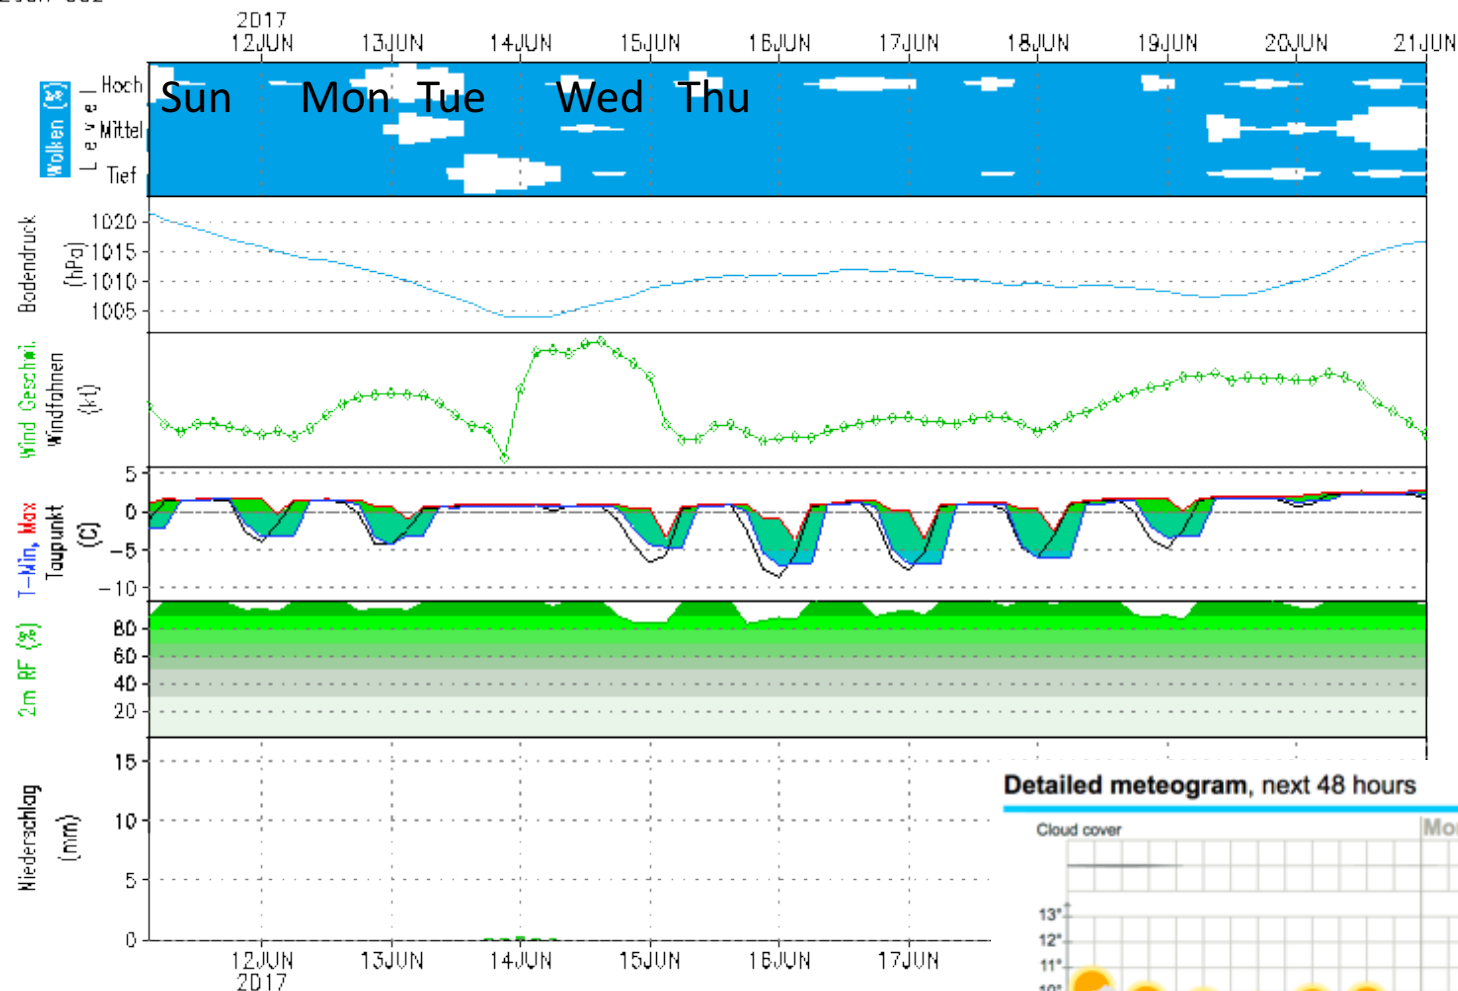 2017
12JUN 13JUN 14JUN 15JUN 16JUN 17JUN 18JUN 19JUN 20JUN 21JUN
Wolken (%)
Level
Hoch
Mittel
Tief
Sun Mon Tue Wed Thu
Bodendruck
(hPa)
1020
1015
1010
1005
Wind Geschwi.
Windfahnen
(kt)
T-Min, Max
Taupunkt
(C)
5
0
-5
-10
2m RF (%)
80
60
40
20
Niederschlag
(mm)
15
10
5
0
12JUN 13JUN 14JUN 15JUN 16JUN 17JUN
2017
Detailed meteogram, next 48 hours
Cloud cover
Mo
13°
12°
11°
10°